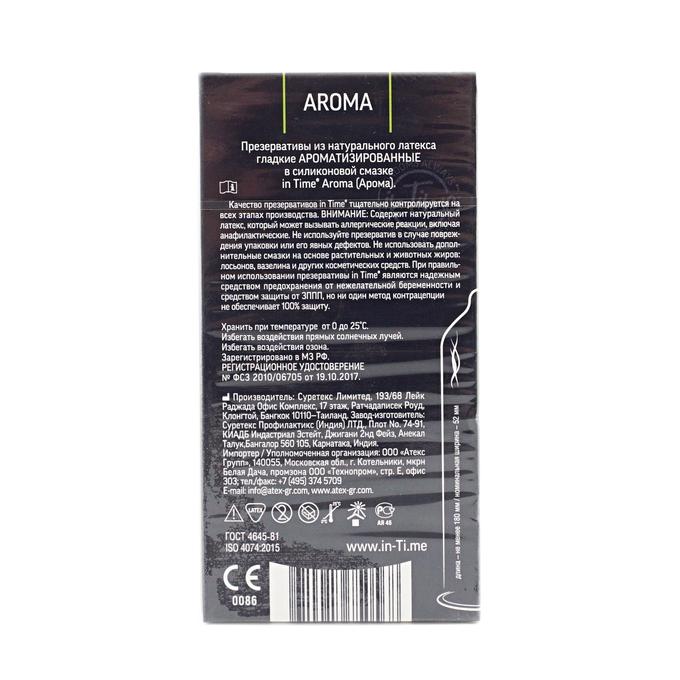 AROMA
Презервативы из натурального латекса
гладкие АРОМАТИЗИРОВАННЫЕ
в силиконовой смазке
in Time® Aroma (Арома).
Качество презервативов in Time® тщательно контролируется на
всех этапах производства. ВНИМАНИЕ: Содержит натуральный
латекс, который может вызывать аллергические реакции, включая
анафилактические. Не используйте презерватив в случае повреж-
дения упаковки или его явных дефектов. Не использовать дополни-
тельные смазки на основе растительных и животных жиров:
лосьонов, вазелина и других косметических средств. При правиль-
ном использовании презервативы in Time® являются надежным
средством предохранения от нежелательной беременности и
средством защиты от ЗППП, но ни один метод контрацепции
не обеспечивает 100% защиту.
Хранить при температуре от 0 до 25°С.
Избегать воздействия прямых солнечных лучей.
Избегать воздействия озона.
Зарегистрировано в МЗ РФ.
РЕГИСТРАЦИОННОЕ УДОСТОВЕРЕНИЕ
№ ФСЗ 2010/06705 от 19.10.2017.
Производитель: Суретекс Лимитед, 193/68 Лейк
Раджада Офис Комплекс, 17 этаж, Ратчадаписек Роуд,
Клонгтой, Бангкок 10110-Таиланд. Завод-изготовитель:
Суретекс Профилактикс (Индия) ЛТД., Плот No. 74-91,
КИАДБ Индастриал Эстейт, Джигани 2нд Фейз, Анекал
Талук,Бангалор 560 105, Карнатака, Индия.
Импортер / Уполномоченная организация: ООО «Атекс
Групп», 140055, Московская обл., г. Котельники, мкрн
Белая Дача, промзона ООО «Технопром», стр. Е, офис
303; тел./факс: +7 (495) 374 5709
E-mail: info@atex-gr.com, www.atex-gr.com
LATEX
АЯ 46
ГОСТ 4645-81
ISO 4074:2015
www.in-Ti.me
CE
0086
длина – не менее 180 мм / номинальная ширина – 52 мм